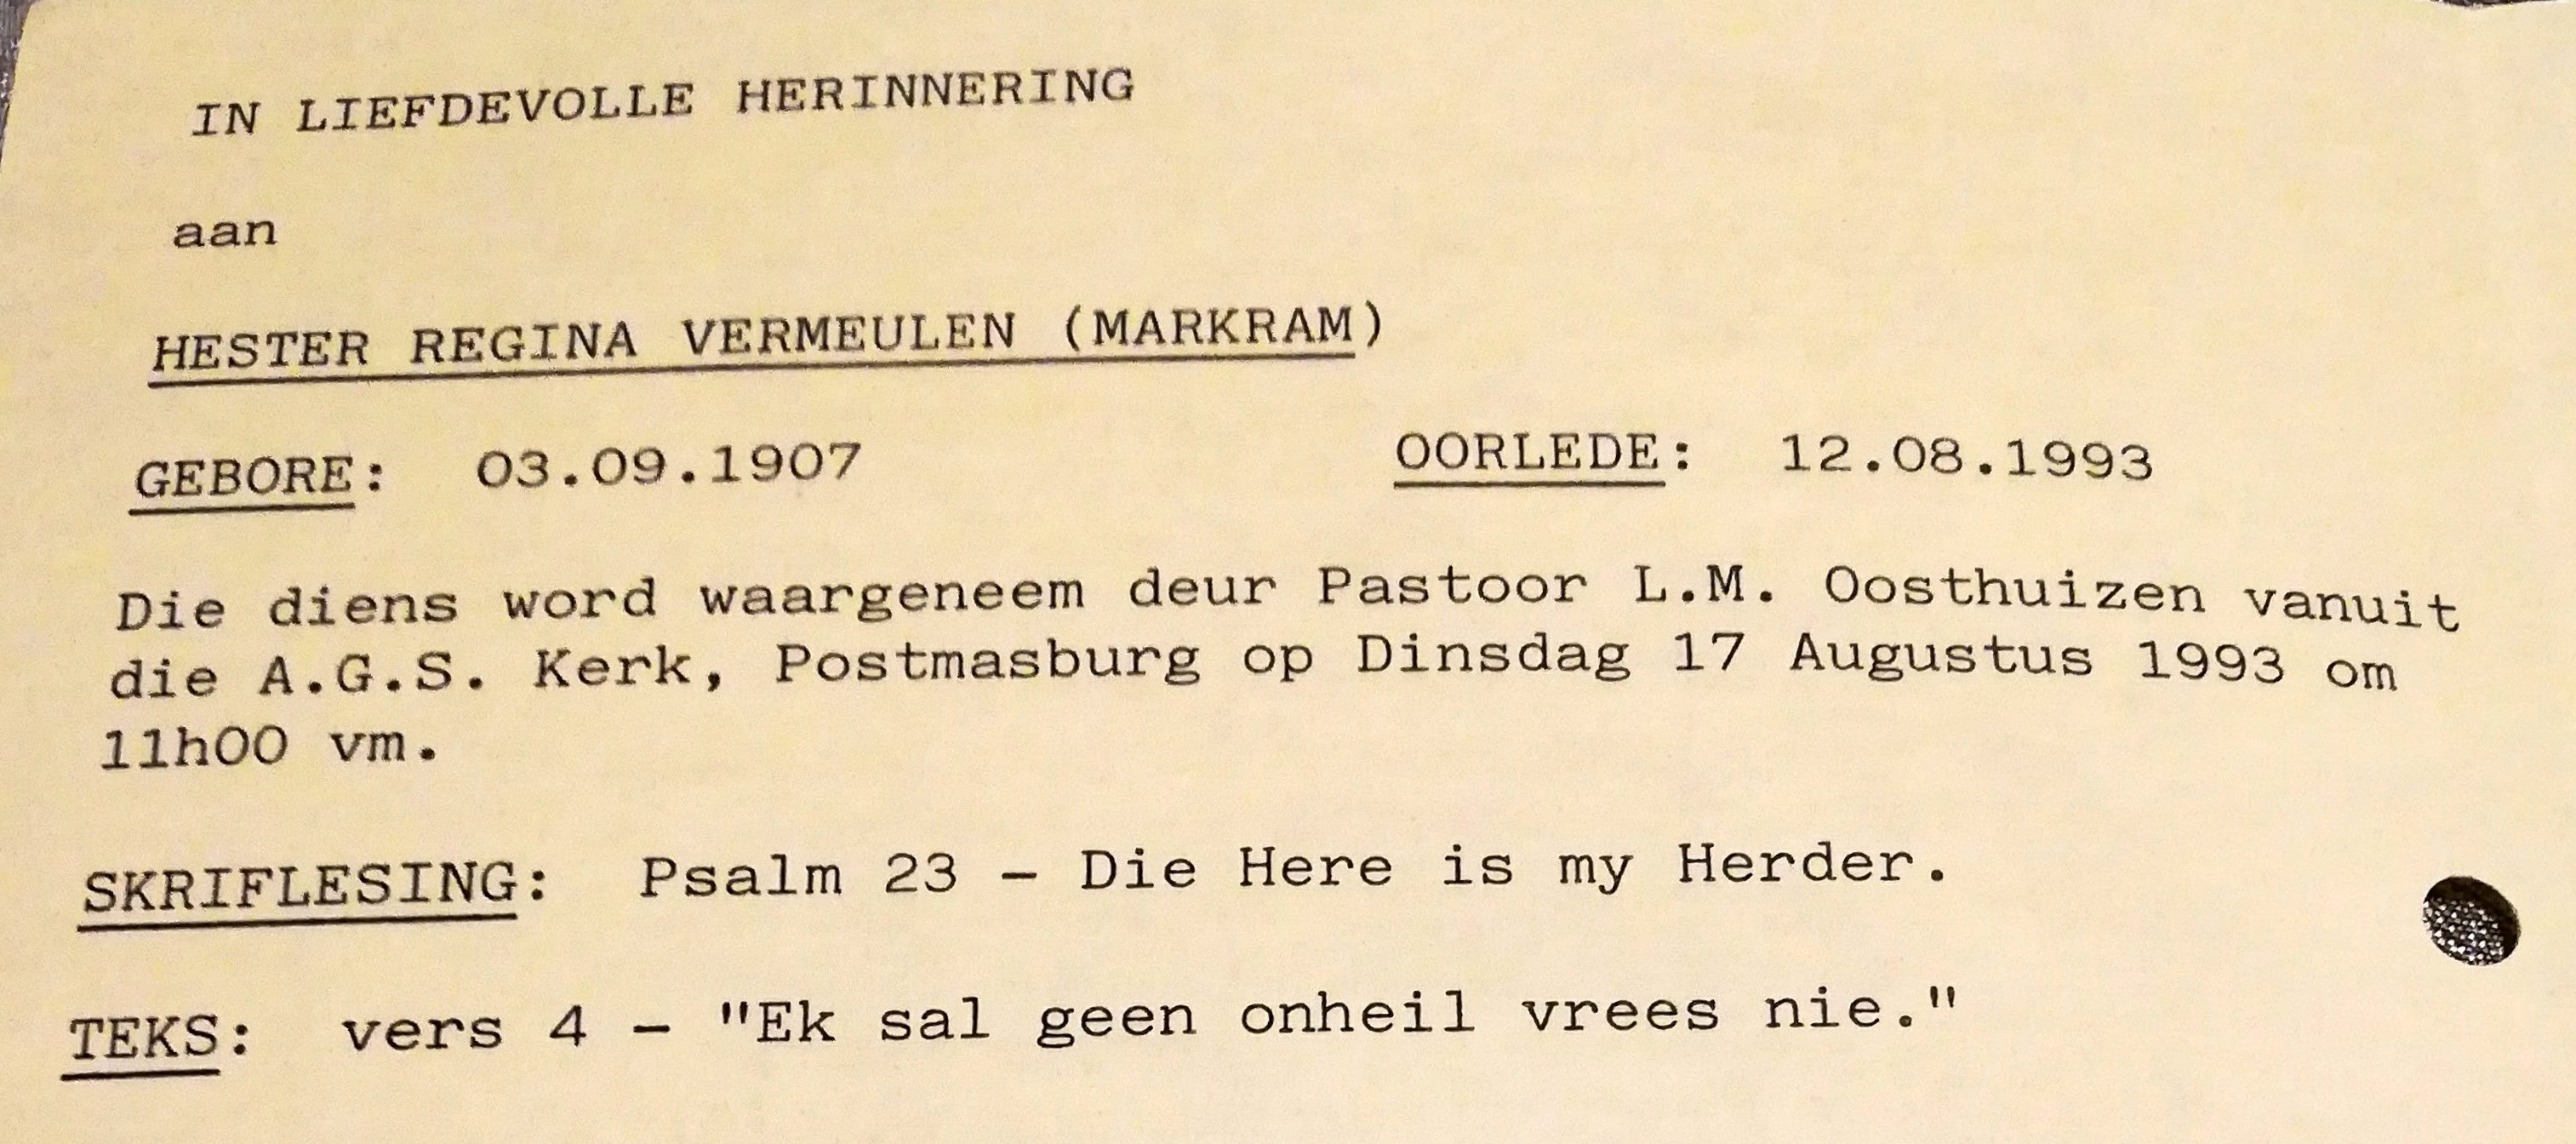 IN LIEFDEVOLLE HERINNERING
aan
HESTER REGINA VERMEULEN (MARKRAM)
GEBORE: 03.09.1907 OORLEDE: 12.08.1993
Die diens word waargeneem deur Pastoor L.M. Oosthuizen vanuit
die A.G.S. Kerk, Postmasburg op Dinsdag 17 Augustus 1993 om
11h00 vm.
SKRIFLESING: Psalm 23 - Die Here is my Herder.
TEKS: vers 4 - "Ek sal geen onheil vrees nie."